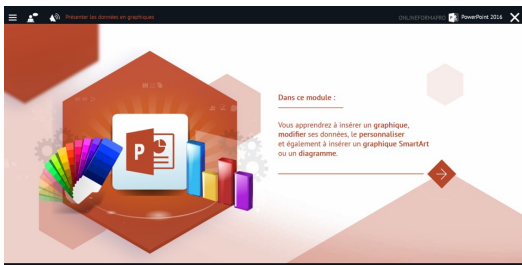 Présenter les données en graphiques
ONLINEFORMAPRO
PowerPoint 2016
Dans ce module :
Vous apprendrez à insérer un graphique,
modifier ses données, le personnaliser
et également à insérer un graphique SmartArt
ou un diagramme.
P